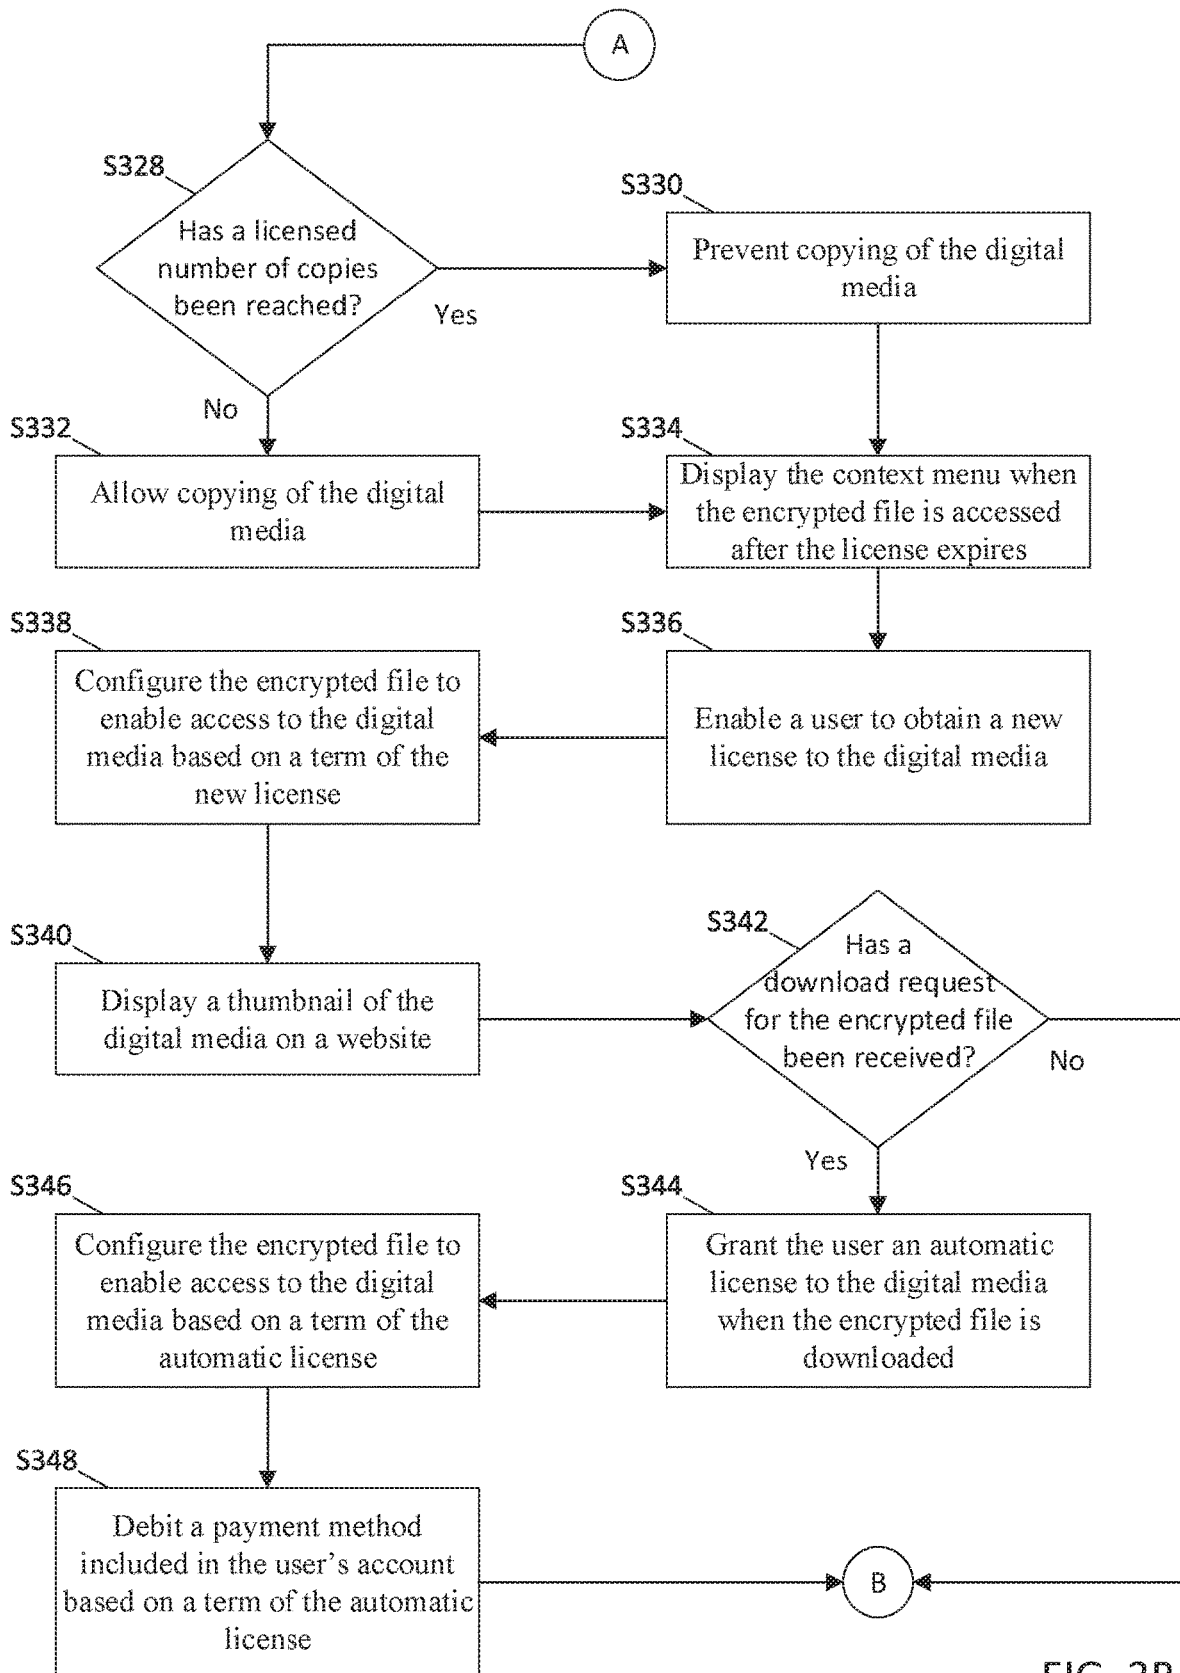 A
S328
Has a licensed
number of copies
been reached?
Yes
No
S330
Prevent copying of the digital
media
S332
Allow copying of the digital
media
S334
Display the context menu when
the encrypted file is accessed
after the license expires
S336
Enable a user to obtain a new
license to the digital media
S338
Configure the encrypted file to
enable access to the digital
media based on a term of the
new license
S340
Display a thumbnail of the
digital media on a website
S342
Has a
download request
for the encrypted file
been received?
No
Yes
S344
Grant the user an automatic
license to the digital media
when the encrypted file is
downloaded
S346
Configure the encrypted file to
enable access to the digital
media based on a term of the
automatic license
S348
Debit a payment method
included in the user's account
based on a term of the automatic
license
B